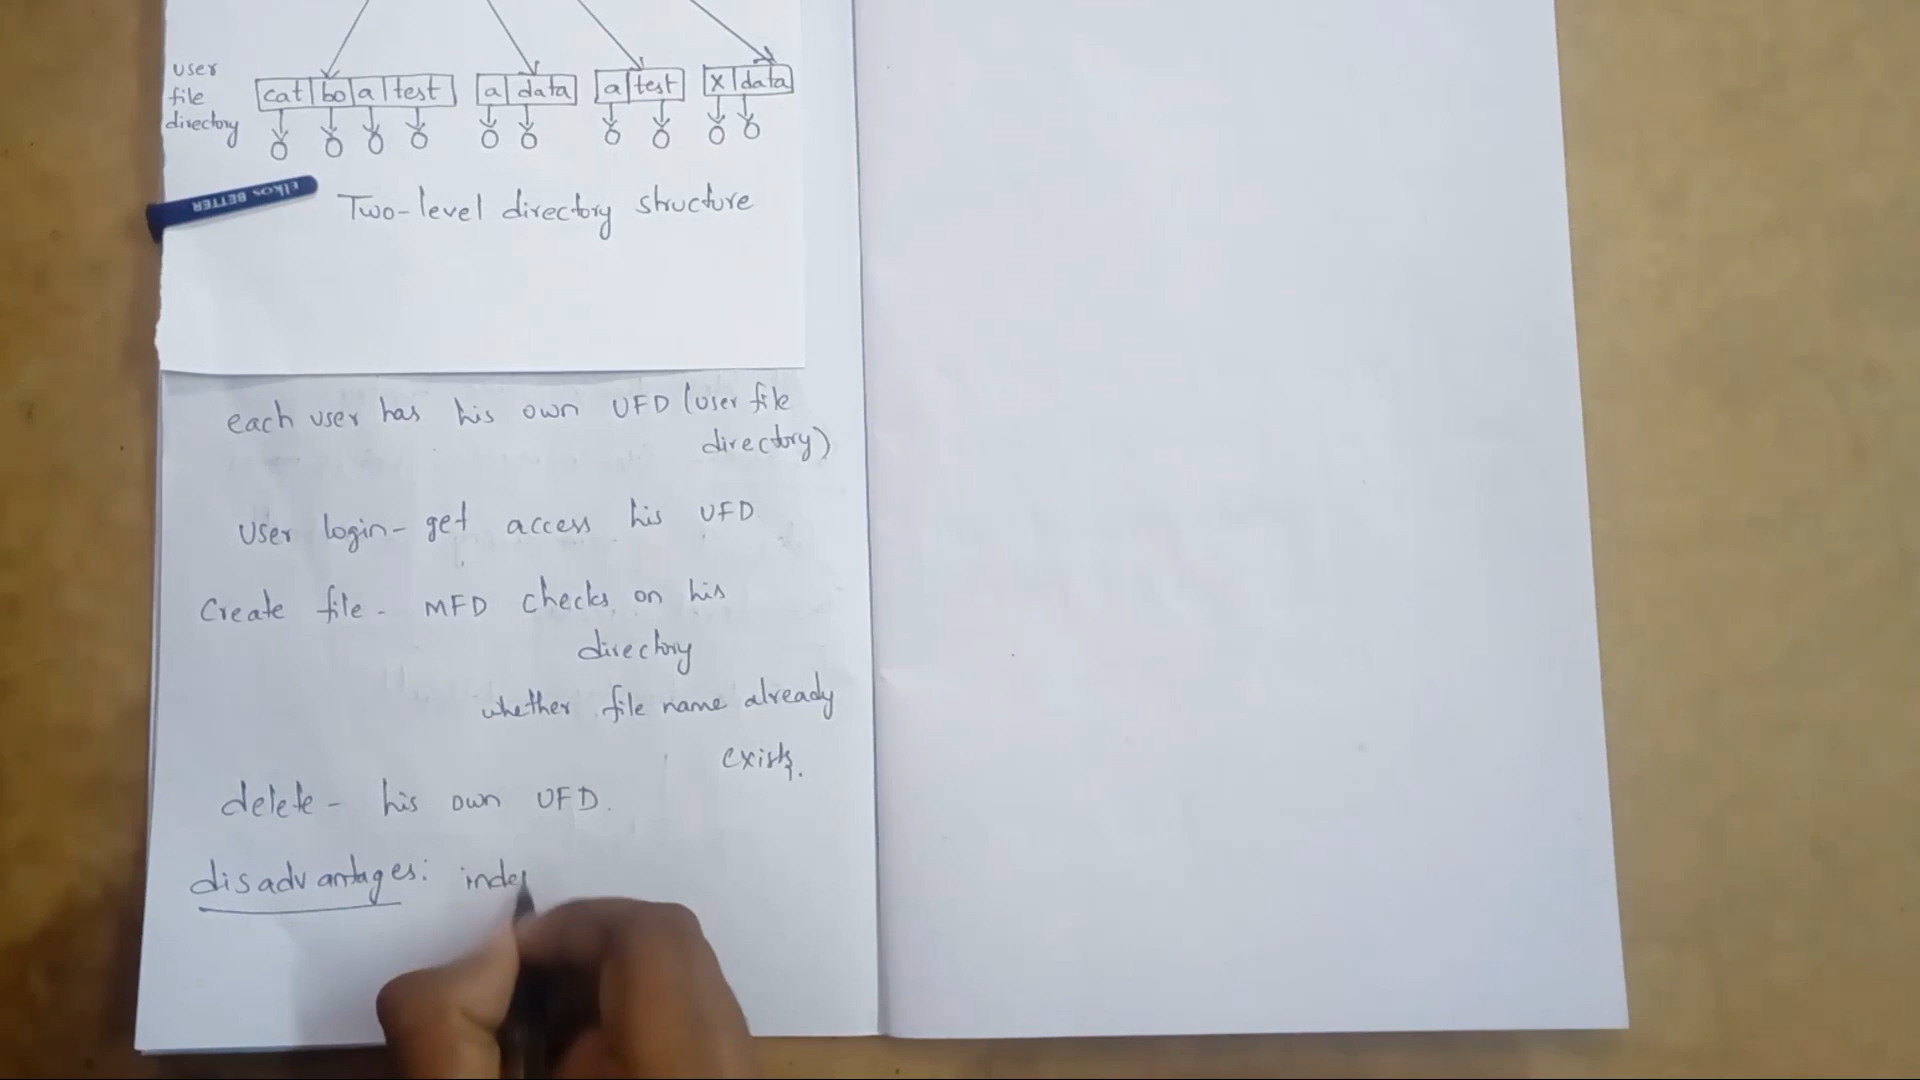 user
file
directory
cat bo a test
a data
a test
x data
elkos BETTER
Two-level directory structure
each user has his own UFD (user file
directory)
User login - get access his UFD
Create file - MFD checks on his
directory
whether file name already
exists.
delete - his own UFD.
disadvantages: inde